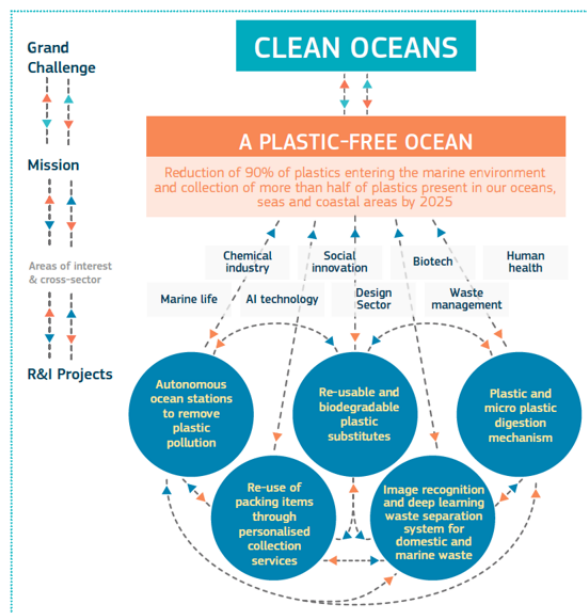 Grand
Challenge
CLEAN OCEANS
Mission
A PLASTIC-FREE OCEAN
Reduction of 90% of plastics entering the marine environment
and collection of more than half of plastics present in our oceans,
seas and coastal areas by 2025
Areas of interest
& cross-sector
Chemical
industry
Social
innovation
Biotech
Human
health
Marine life
AI technology
Design
Sector
Waste
management
R&I Projects
Autonomous
ocean stations
to remove
plastic
pollution
Re-usable and
biodegradable
plastic
substitutes
Plastic and
micro plastic
digestion
mechanism
Re-use of
packing items
through
personalised
collection
services
Image recognition
and deep learning
waste separation
system for
domestic and
marine waste